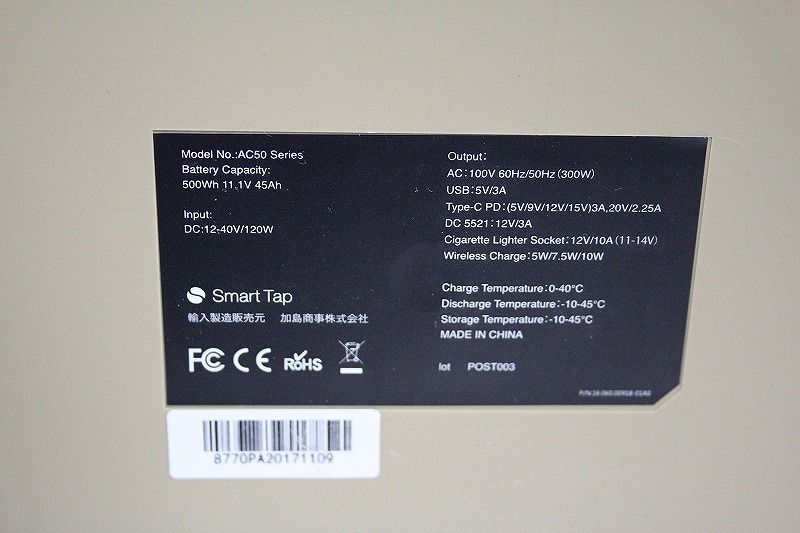 Model No.:AC50 Series
Battery Capacity:
500Wh 11.1V 45Ah
Input:
DC:12-40V/120W
Smart Tap
輸入製造販売元 加島商事株式会社
FC CE RoHS
Output:
AC:100V 60Hz/50Hz (300W)
USB:5V/3A
Type-C PD:(5V/9V/12V/15V)3A,20V/2.25A
DC 5521:12V/3A
Cigarette Lighter Socket:12V/10A (11-14V)
Wireless Charge:5W/7.5W/10W
Charge Temperature:0-40°C
Discharge Temperature:-10-45°C
Storage Temperature:-10-45°C
MADE IN CHINA
lot POST003
P/N:16.060.00918-01A0
8770PA20171109